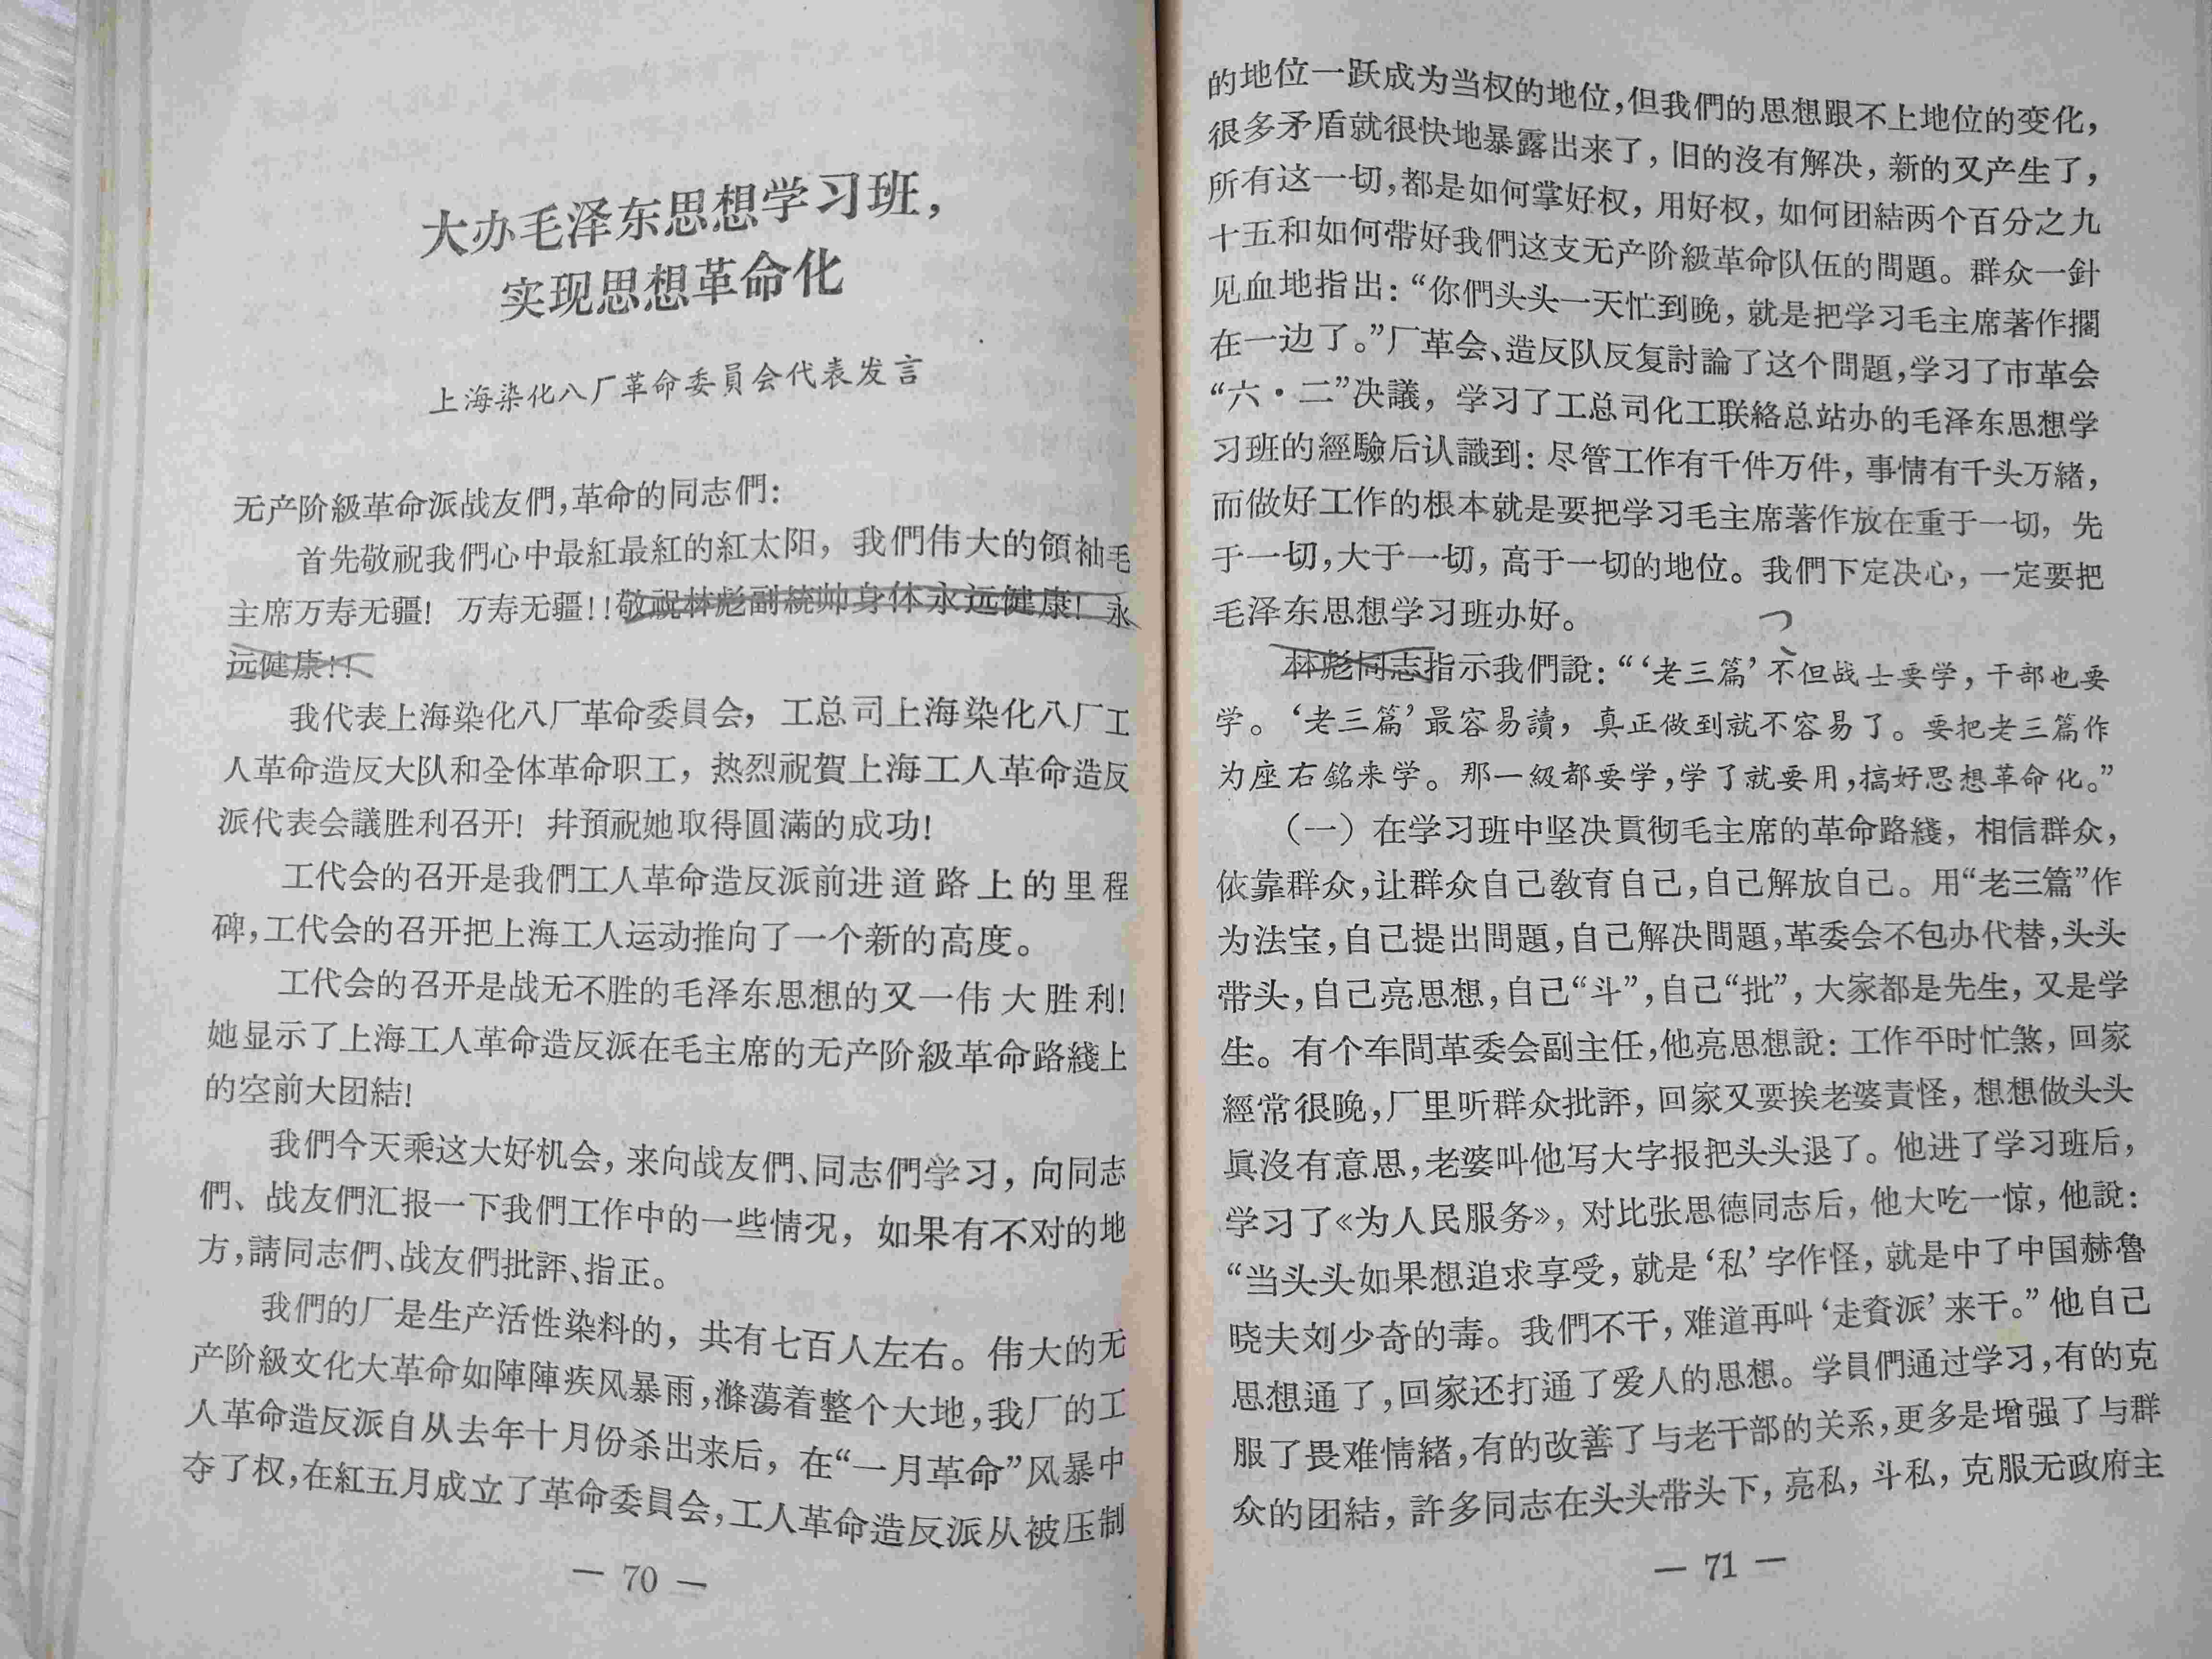 大办毛泽东思想学习班，
实现思想革命化
上海染化八厂革命委員会代表发言
无产阶級革命派战友們，革命的同志們：
首先敬祝我們心中最紅最紅的紅太阳，我們伟大的領袖毛
主席万寿无疆！万寿无疆！！敬祝林彪副統帅身体永远健康！永
远健康！！
我代表上海染化八厂革命委員会，工总司上海染化八厂工
人革命造反大队和全体革命职工，热烈祝賀上海工人革命造反
派代表会議胜利召开！幷預祝她取得圓滿的成功！
工代会的召开是我們工人革命造反派前进道路上的里程
碑，工代会的召开把上海工人运动推向了一个新的高度。
工代会的召开是战无不胜的毛泽东思想的又一伟大胜利！
她显示了上海工人革命造反派在毛主席的无产阶級革命路綫上
的空前大团結！
我們今天乘这大好机会，来向战友們、同志們学习，向同志
們、战友們汇报一下我們工作中的一些情况，如果有不对的地
方，請同志們、战友們批評、指正。
我們的厂是生产活性染料的，共有七百人左右。伟大的无
产阶級文化大革命如陣陣疾风暴雨，滌蕩着整个大地，我厂的工
人革命造反派自从去年十月份杀出来后，在“一月革命”风暴中
夺了权，在紅五月成立了革命委員会，工人革命造反派从被压制
— 70 —
的地位一跃成为当权的地位，但我們的思想跟不上地位的变化，
很多矛盾就很快地暴露出来了，旧的沒有解决，新的又产生了，
所有这一切，都是如何掌好权，用好权，如何团結两个百分之九
十五和如何带好我們这支无产阶級革命队伍的問題。群众一針
见血地指出：“你們头头一天忙到晚，就是把学习毛主席著作擱
在一边了。”厂革会、造反队反复討論了这个問題，学习了市革会
“六·二”决議，学习了工总司化工联絡总站办的毛泽东思想学
习班的經驗后认識到：尽管工作有千件万件，事情有千头万緒，
而做好工作的根本就是要把学习毛主席著作放在重于一切，先
于一切，大于一切，高于一切的地位。我們下定决心，一定要把
毛泽东思想学习班办好。
林彪同志指示我們說：“‘老三篇’不但战士要学，干部也要
学。‘老三篇’最容易讀，真正做到就不容易了。要把老三篇作
为座右銘来学。那一級都要学，学了就要用，搞好思想革命化。”
（一）在学习班中坚决貫彻毛主席的革命路綫，相信群众，
依靠群众，让群众自己敎育自己，自己解放自己。用“老三篇”作
为法宝，自己提出問題，自己解决問題，革委会不包办代替，头头
带头，自己亮思想，自己“斗”，自己“批”，大家都是先生，又是学
生。有个车間革委会副主任，他亮思想說：工作平时忙煞，回家
經常很晚，厂里听群众批評，回家又要挨老婆責怪，想想做头头
眞沒有意思，老婆叫他写大字报把头头退了。他进了学习班后，
学习了《为人民服务》，对比张思德同志后，他大吃一惊，他說：
“当头头如果想追求享受，就是‘私’字作怪，就是中了中国赫魯
晓夫刘少奇的毒。我們不干，难道再叫‘走資派’来干。”他自己
思想通了，回家还打通了爱人的思想。学員們通过学习，有的克
服了畏难情緒，有的改善了与老干部的关系，更多是增强了与群
众的团結，許多同志在头头带头下，亮私，斗私，克服无政府主
— 71 —